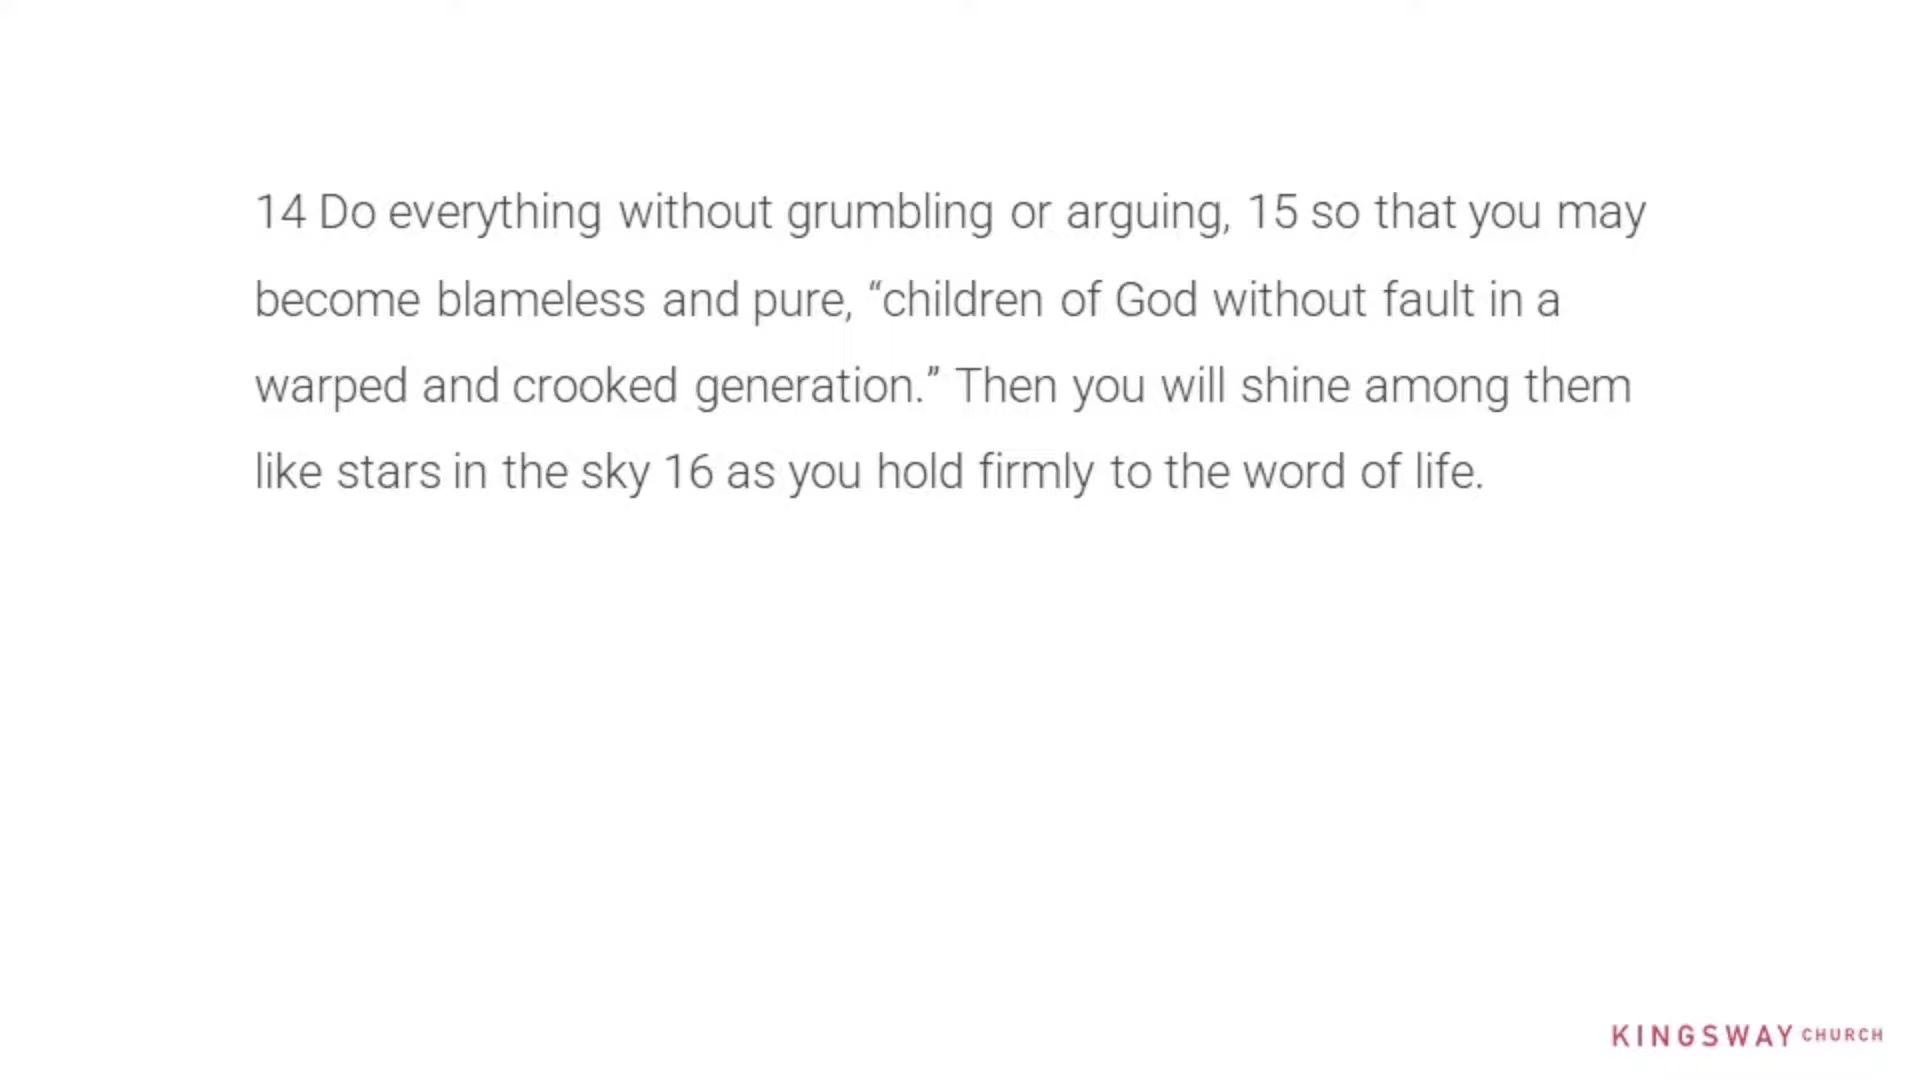 14 Do everything without grumbling or arguing, 15 so that you may
become blameless and pure, “children of God without fault in a
warped and crooked generation.” Then you will shine among them
like stars in the sky 16 as you hold firmly to the word of life.
KINGSWAY CHURCH